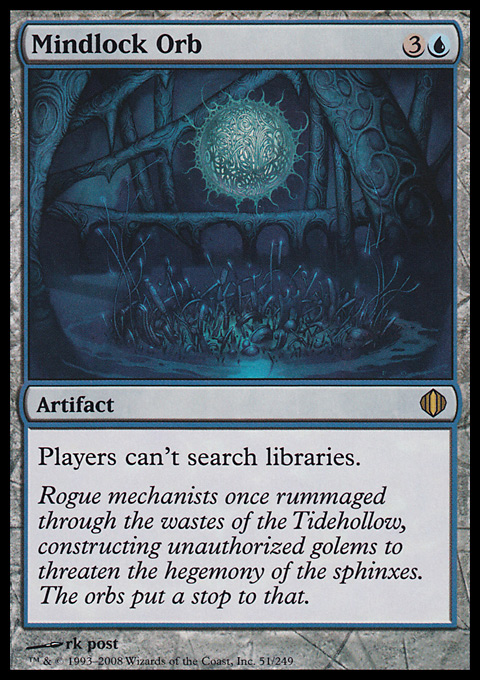 Mindlock Orb 3
Artifact
Players can't search libraries.
Rogue mechanists once rummaged
through the wastes of the Tidehollow,
constructing unauthorized golems to
threaten the hegemony of the sphinxes.
The orbs put a stop to that.
rk post
™ & © 1993–2008 Wizards of the Coast, Inc. 51/249